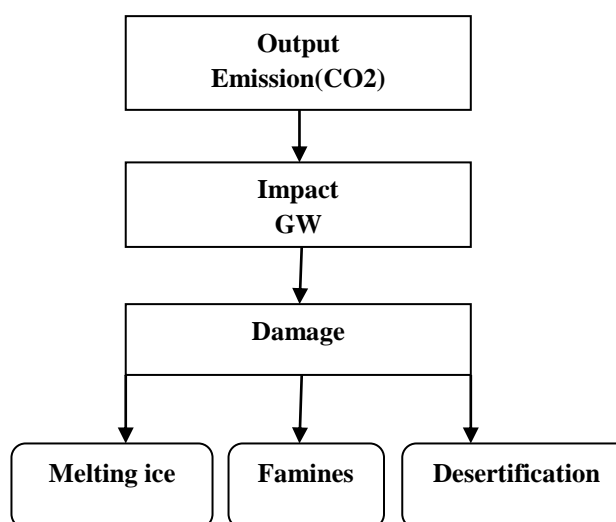 Output
Emission(CO2)
Impact
GW
Damage
Melting ice
Famines
Desertification